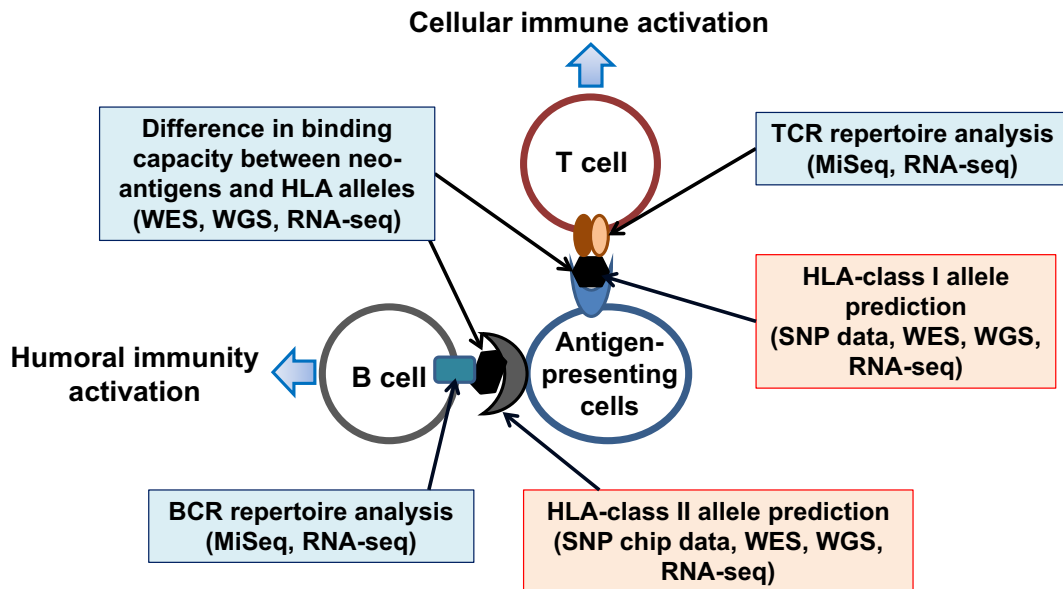 Cellular immune activation
Difference in binding
capacity between neo-
antigens and HLA alleles
(WES, WGS, RNA-seq)
T cell
TCR repertoire analysis
(MiSeq, RNA-seq)
HLA-class I allele
prediction
(SNP data, WES, WGS,
RNA-seq)
Humoral immunity
activation
B cell
Antigen-
presenting
cells
BCR repertoire analysis
(MiSeq, RNA-seq)
HLA-class II allele prediction
(SNP chip data, WES, WGS,
RNA-seq)